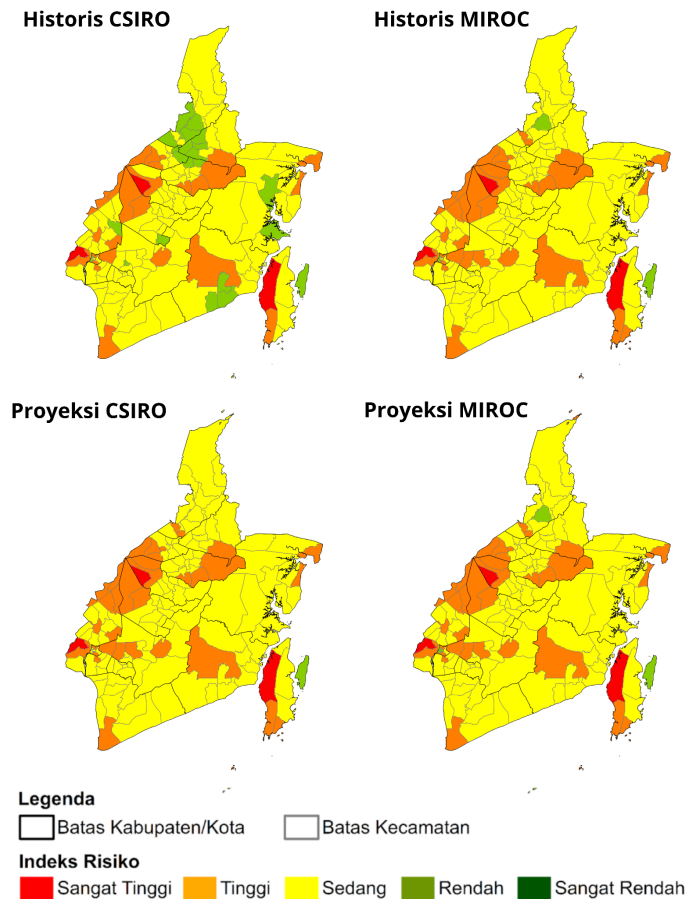 Historis CSIRO
Historis MIROC
Proyeksi CSIRO
Proyeksi MIROC
Legenda
Batas Kabupaten/Kota
Batas Kecamatan
Indeks Risiko
Sangat Tinggi
Tinggi
Sedang
Rendah
Sangat Rendah